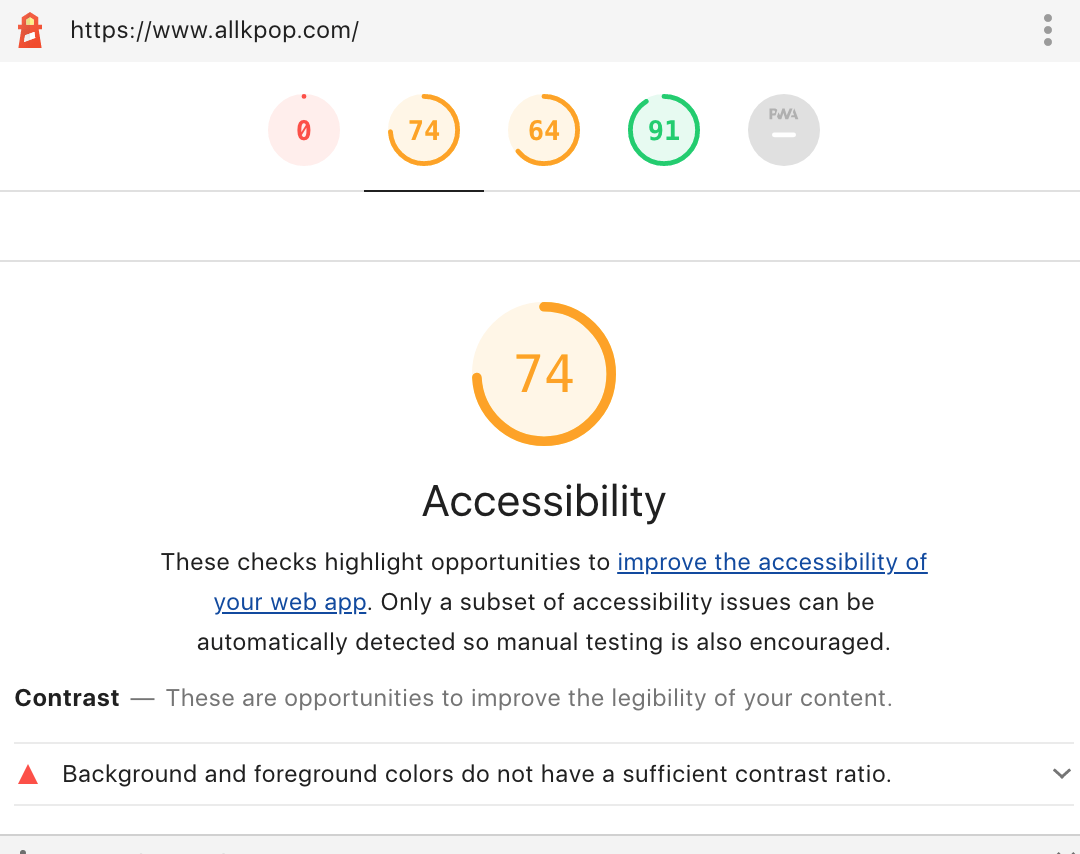 https://www.allkpop.com/
0
74
64
91
PWA
74
Accessibility
These checks highlight opportunities to improve the accessibility of
your web app. Only a subset of accessibility issues can be
automatically detected so manual testing is also encouraged.
Contrast — These are opportunities to improve the legibility of your content.
Background and foreground colors do not have a sufficient contrast ratio.